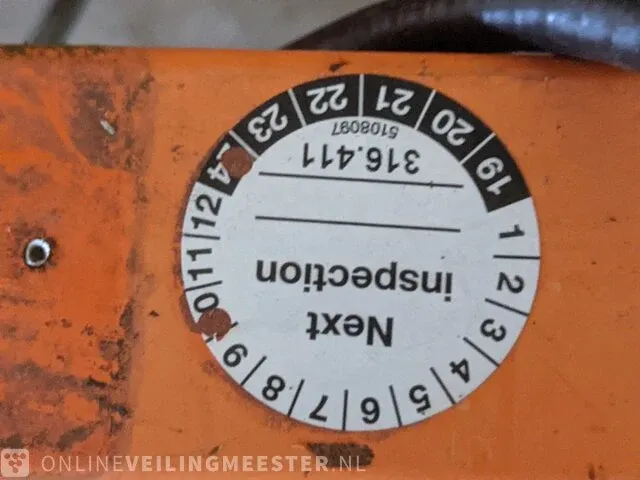 Next
inspection
316.411
5108097
1 2 3 4 5 6 7 8 9 10 11 12
19 20 21 22 23 24
ONLINEVEILINGMEESTER.NL